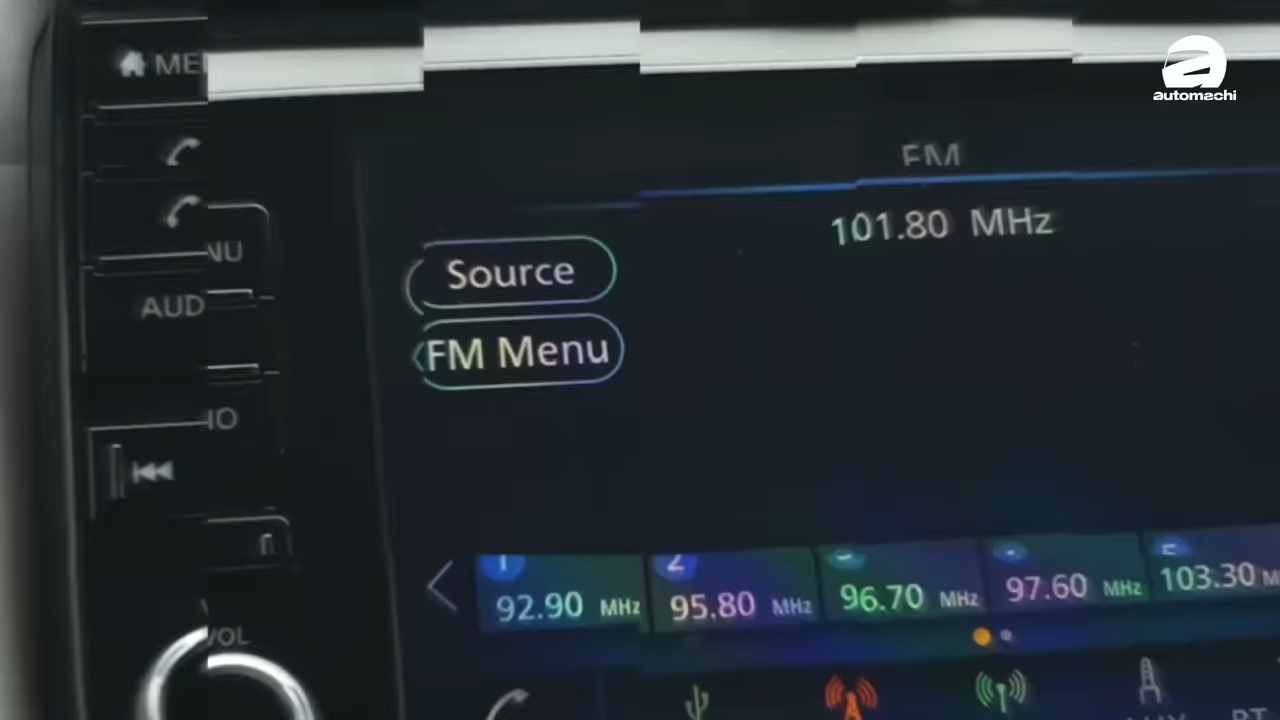 automachi
FM
101.80 MHz
Source
FM Menu
1 92.90 MHz
2 95.80 MHz
96.70 MHz
97.60 MHz
103.30
VOL